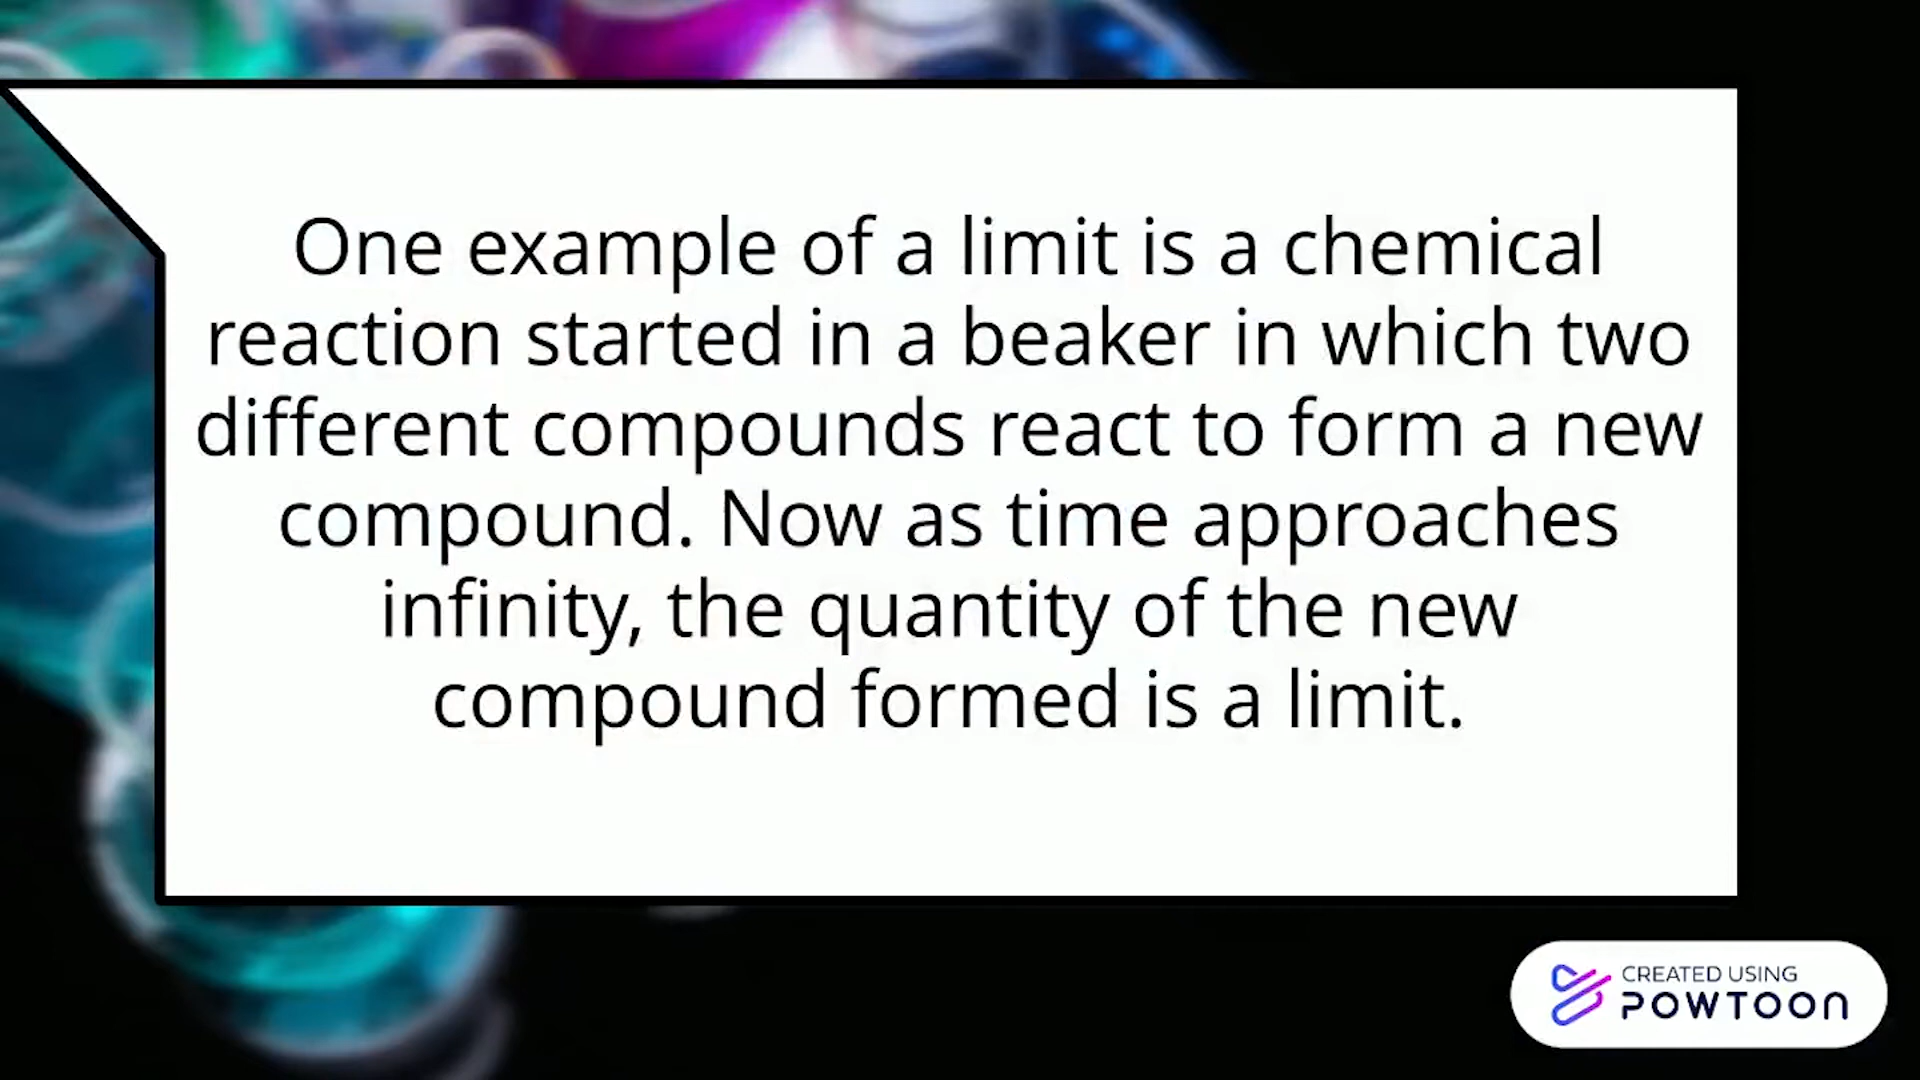 One example of a limit is a chemical
reaction started in a beaker in which two
different compounds react to form a new
compound. Now as time approaches
infinity, the quantity of the new
compound formed is a limit.
CREATED USING
POWTOON